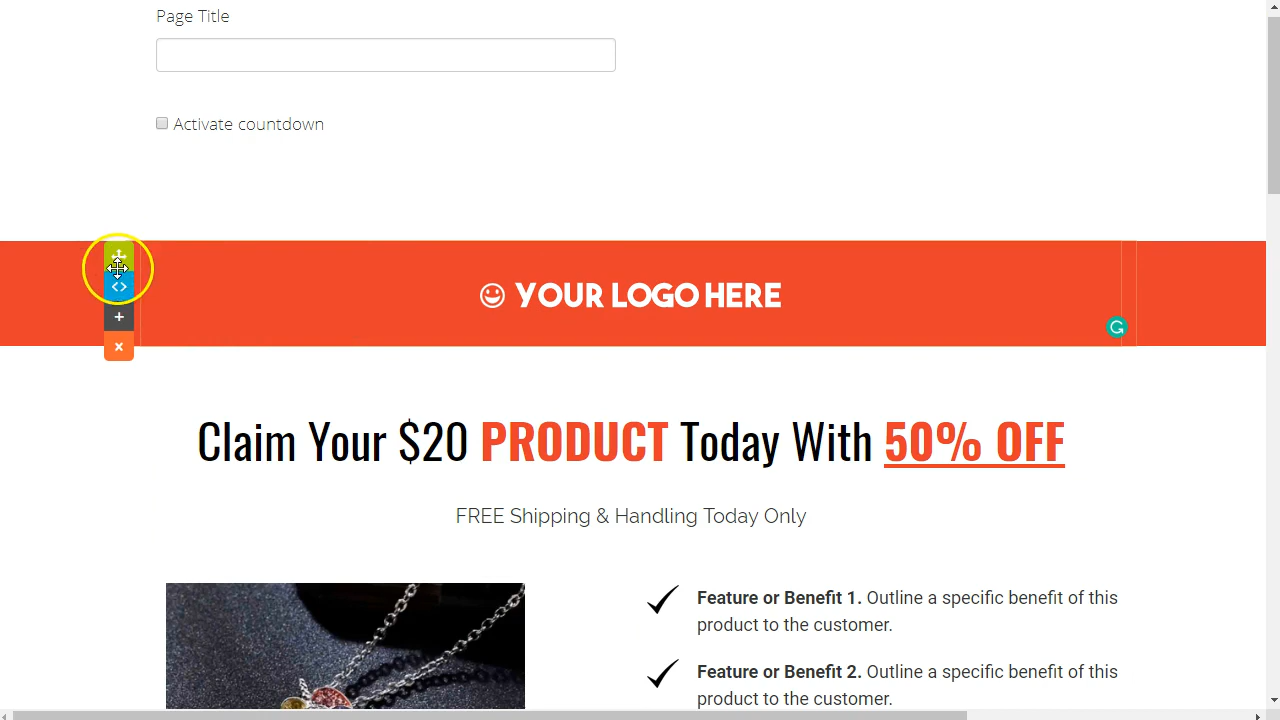 Page Title
Activate countdown
YOUR LOGO HERE
Claim Your $20 PRODUCT Today With 50% OFF
FREE Shipping & Handling Today Only
Feature or Benefit 1. Outline a specific benefit of this
product to the customer.
Feature or Benefit 2. Outline a specific benefit of this
product to the customer.